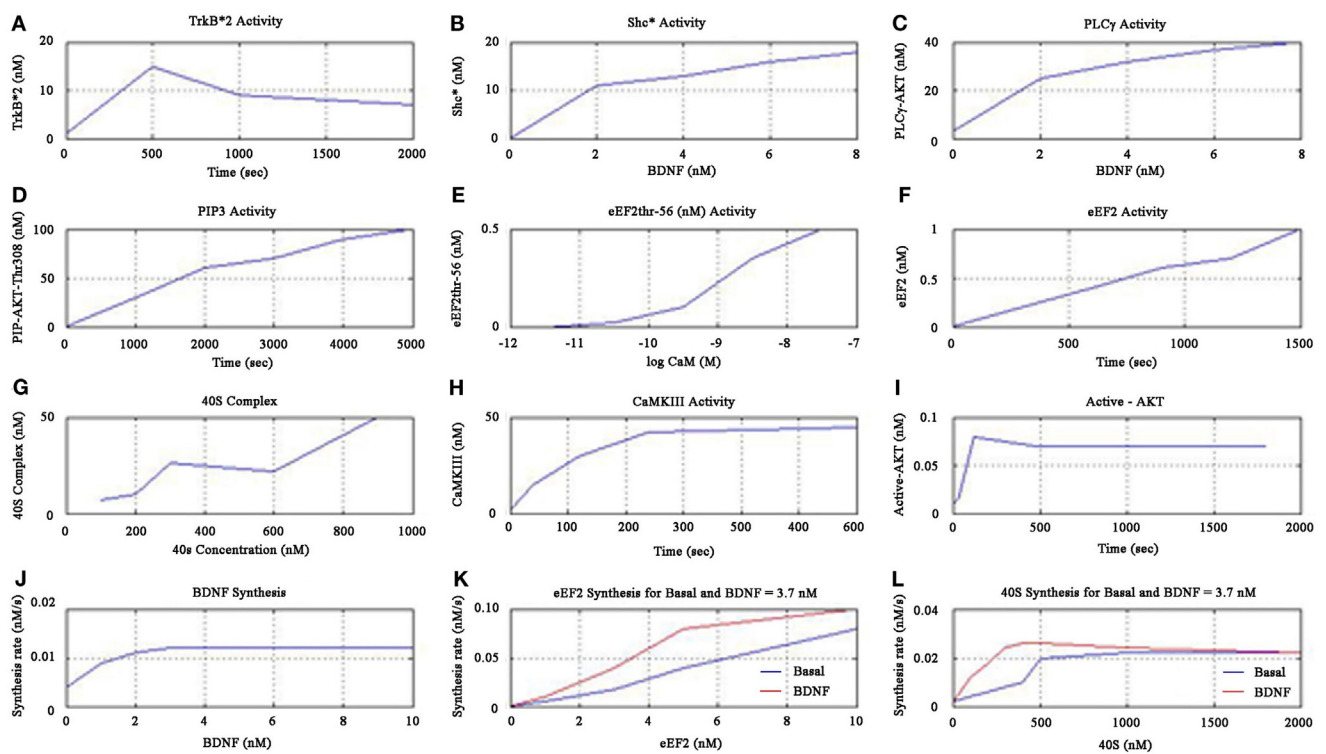 A
TrkB*2 Activity
20
10
0
TrkB*2 (nM)
0 500 1000 1500 2000
Time (sec)
B
Shc* Activity
20
10
0
Shc* (nM)
0 2 4 6 8
BDNF (nM)
C
PLCγ Activity
40
20
0
PLCγ-AKT (nM)
0 2 4 6 8
BDNF (nM)
D
PIP3 Activity
100
50
0
PIP-AKT-Thr308 (nM)
0 1000 2000 3000 4000 5000
Time (sec)
E
eEF2thr-56 (nM) Activity
0.5
0
eEF2thr-56 (nM)
-12 -11 -10 -9 -8 -7
log CaM (M)
F
eEF2 Activity
1
0.5
0
eEF2 (nM)
0 500 1000 1500
Time (sec)
G
40S Complex
50
0
40S Complex (nM)
0 200 400 600 800 1000
40s Concentration (nM)
H
CaMKIII Activity
50
0
CaMKIII (nM)
0 100 200 300 500 400 600
Time (sec)
I
Active - AKT
0.1
0.05
0
Active-AKT (nM)
0 500 1000 1500 2000
Time (sec)
J
BDNF Synthesis
0.02
0.01
0
Synthesis rate (nM/s)
0 2 4 6 8 10
BDNF (nM)
K
eEF2 Synthesis for Basal and BDNF = 3.7 nM
0.10
0.05
0
Synthesis rate (nM/s)
Basal
BDNF
0 2 4 6 8 10
eEF2 (nM)
L
40S Synthesis for Basal and BDNF = 3.7 nM
0.04
0.02
0
Synthesis rate (nM/s)
Basal
BDNF
0 500 1000 1500 2000
40S (nM)